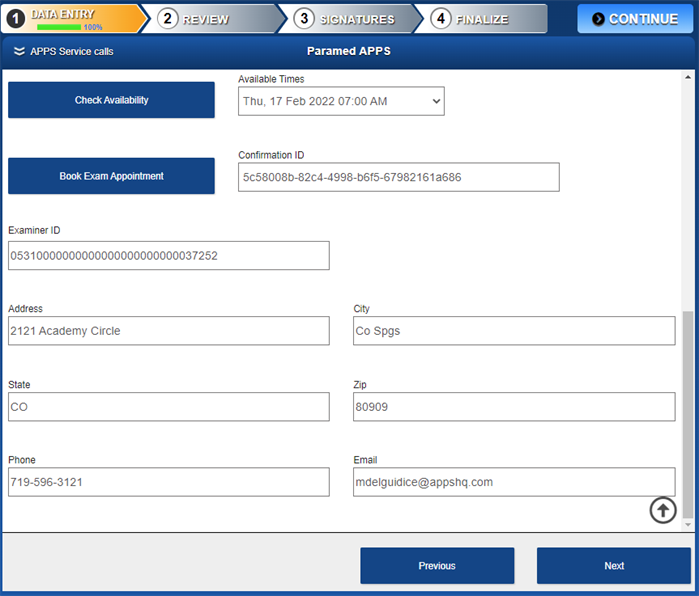 1 DATA ENTRY 100% 2 REVIEW 3 SIGNATURES 4 FINALIZE CONTINUE
APPS Service calls Paramed APPS
Available Times
Check Availability Thu, 17 Feb 2022 07:00 AM
Confirmation ID
Book Exam Appointment 5c58008b-82c4-4998-b6f5-67982161a686
Examiner ID
05310000000000000000000000037252
Address City
2121 Academy Circle Co Spgs
State Zip
CO 80909
Phone Email
719-596-3121 mdelguidice@appshq.com
Previous Next